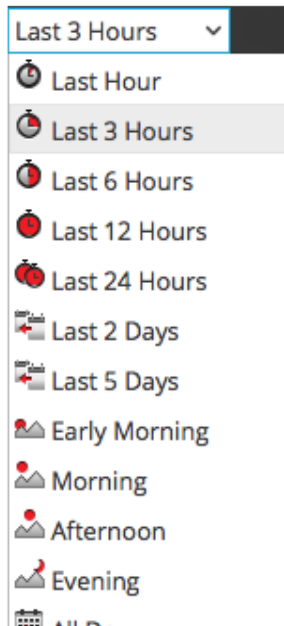 Last 3 Hours
Last Hour
Last 3 Hours
Last 6 Hours
Last 12 Hours
Last 24 Hours
Last 2 Days
Last 5 Days
Early Morning
Morning
Afternoon
Evening